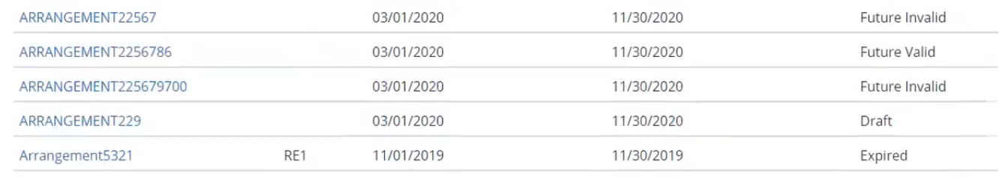 ARRANGEMENT22567 03/01/2020 11/30/2020 Future Invalid
ARRANGEMENT2256786 03/01/2020 11/30/2020 Future Valid
ARRANGEMENT225679700 03/01/2020 11/30/2020 Future Invalid
ARRANGEMENT229 03/01/2020 11/30/2020 Draft
Arrangement5321 RE1 11/01/2019 11/30/2019 Expired